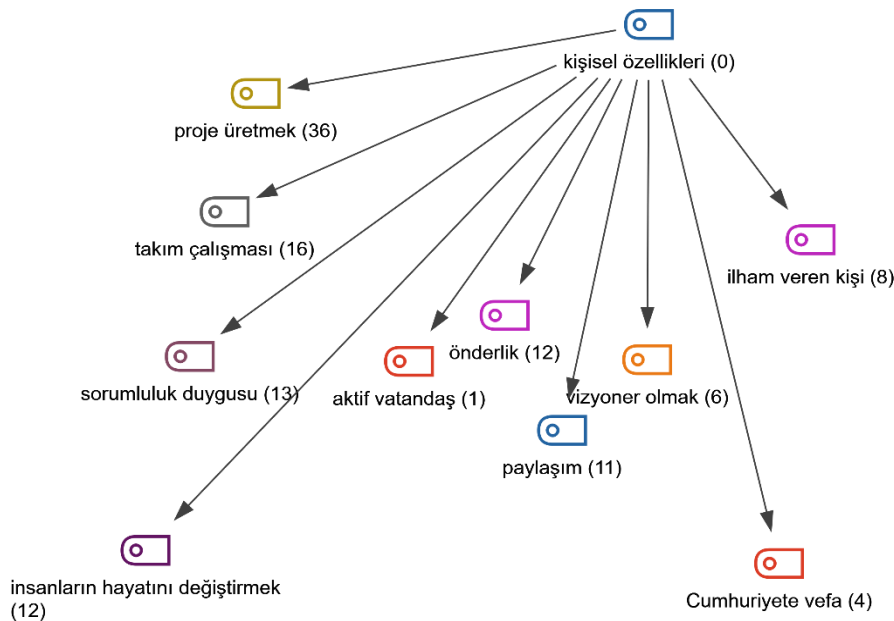 kişisel özellikleri (0)
proje üretmek (36)
takım çalışması (16)
ilham veren kişi (8)
önderlik (12)
sorumluluk duygusu (13)
aktif vatandaş (1)
vizyoner olmak (6)
paylaşım (11)
insanların hayatını değiştirmek
(12)
Cumhuriyete vefa (4)